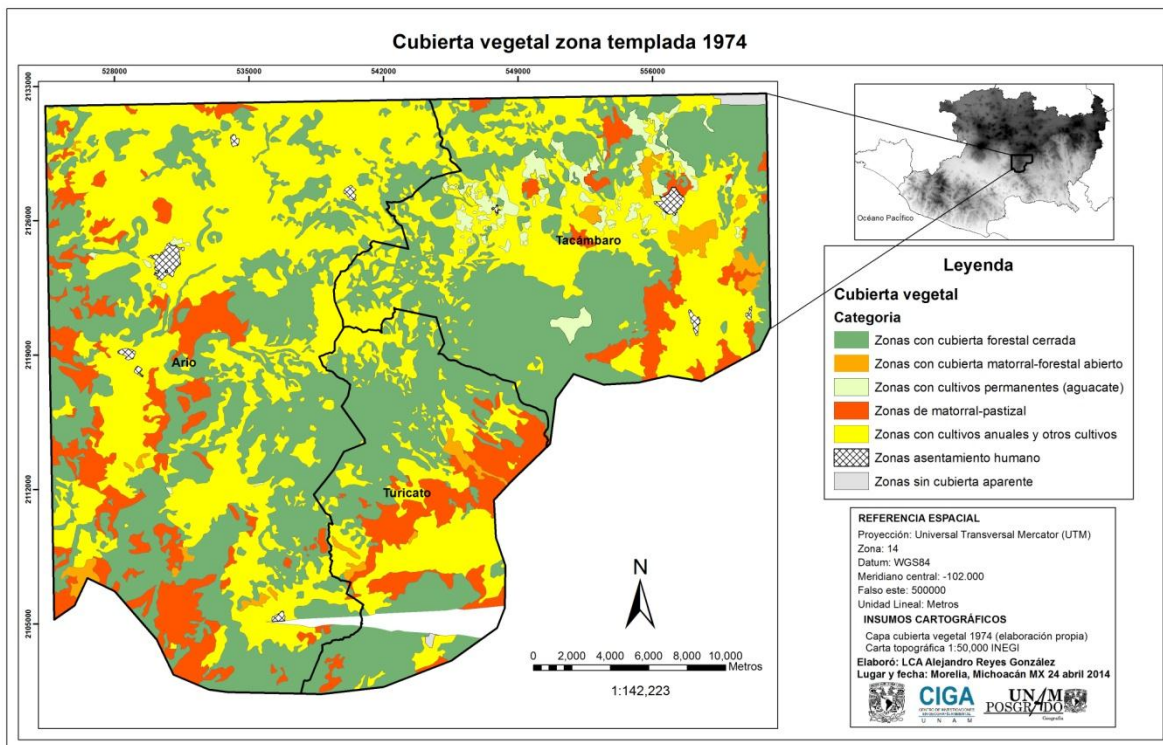 Cubierta vegetal zona templada 1974
528000 535000 542000 549000 556000
2133000
2126000
2119000
2112000
2105000
Tacámbaro
Ario
Turicato
N
0 2,000 4,000 6,000 8,000 10,000
Metros
1:142,223
Océano Pacífico
Leyenda
Cubierta vegetal
Categoria
Zonas con cubierta forestal cerrada
Zonas con cubierta matorral-forestal abierto
Zonas con cultivos permanentes (aguacate)
Zonas de matorral-pastizal
Zonas con cultivos anuales y otros cultivos
Zonas asentamiento humano
Zonas sin cubierta aparente
REFERENCIA ESPACIAL
Proyección: Universal Transversal Mercator (UTM)
Zona: 14
Datum: WGS84
Meridiano central: -102.000
Falso este: 500000
Unidad Lineal: Metros
INSUMOS CARTOGRÁFICOS
Capa cubierta vegetal 1974 (elaboración propia)
Carta topográfica 1:50,000 INEGI
Elaboró: LCA Alejandro Reyes González
Lugar y fecha: Morelia, Michoacán MX 24 abril 2014
CIGA
UNAM
UNAM
POSGRADO
Geografía